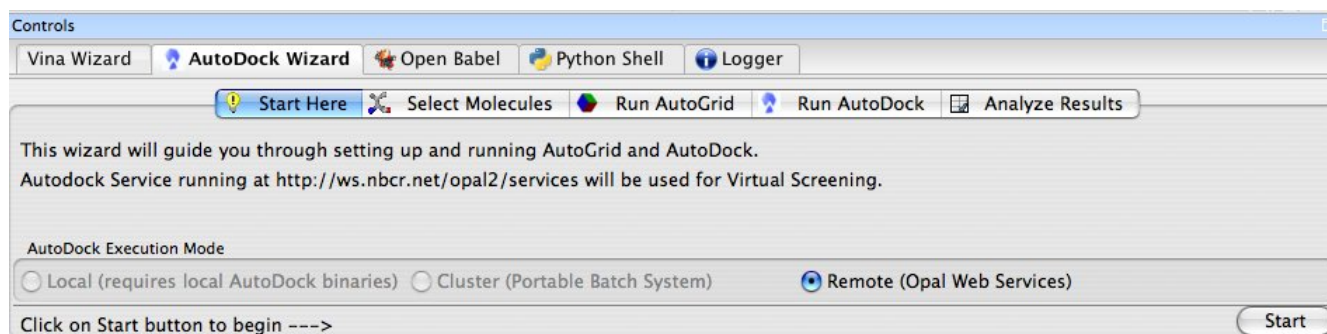 Controls
Vina Wizard AutoDock Wizard Open Babel Python Shell Logger
Start Here Select Molecules Run AutoGrid Run AutoDock Analyze Results
This wizard will guide you through setting up and running AutoGrid and AutoDock.
Autodock Service running at http://ws.nbcr.net/opal2/services will be used for Virtual Screening.
AutoDock Execution Mode
Local (requires local AutoDock binaries) Cluster (Portable Batch System) Remote (Opal Web Services)
Click on Start button to begin ---> Start